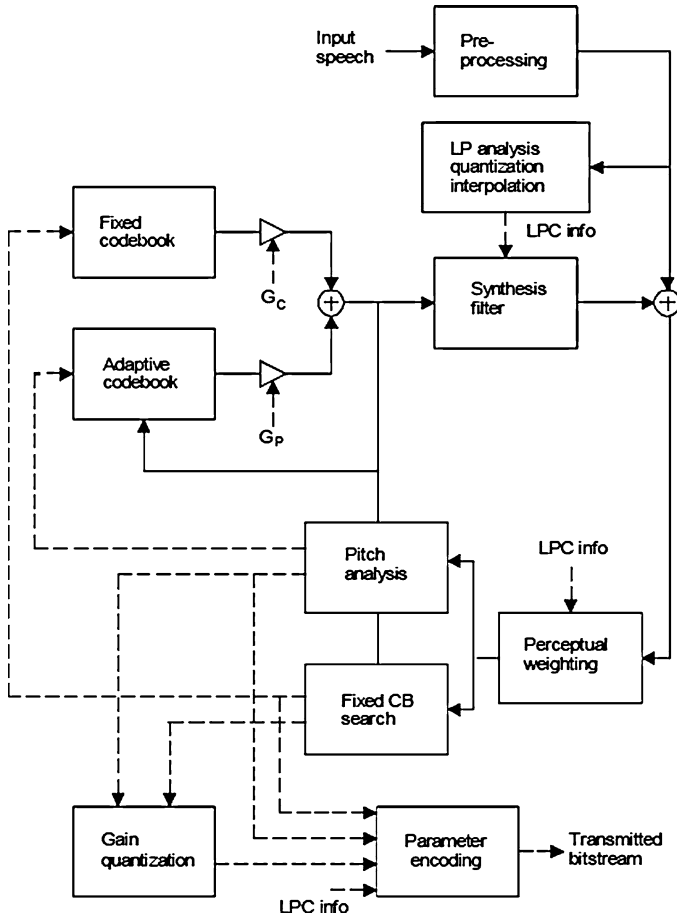 Input
speech
Pre-
processing
LP analysis
quantization
interpolation
LPC info
Fixed
codebook
G_C
Synthesis
filter
Adaptive
codebook
G_P
Pitch
analysis
LPC info
Perceptual
weighting
Fixed CB
search
Gain
quantization
Parameter
encoding
Transmitted
bitstream
LPC info